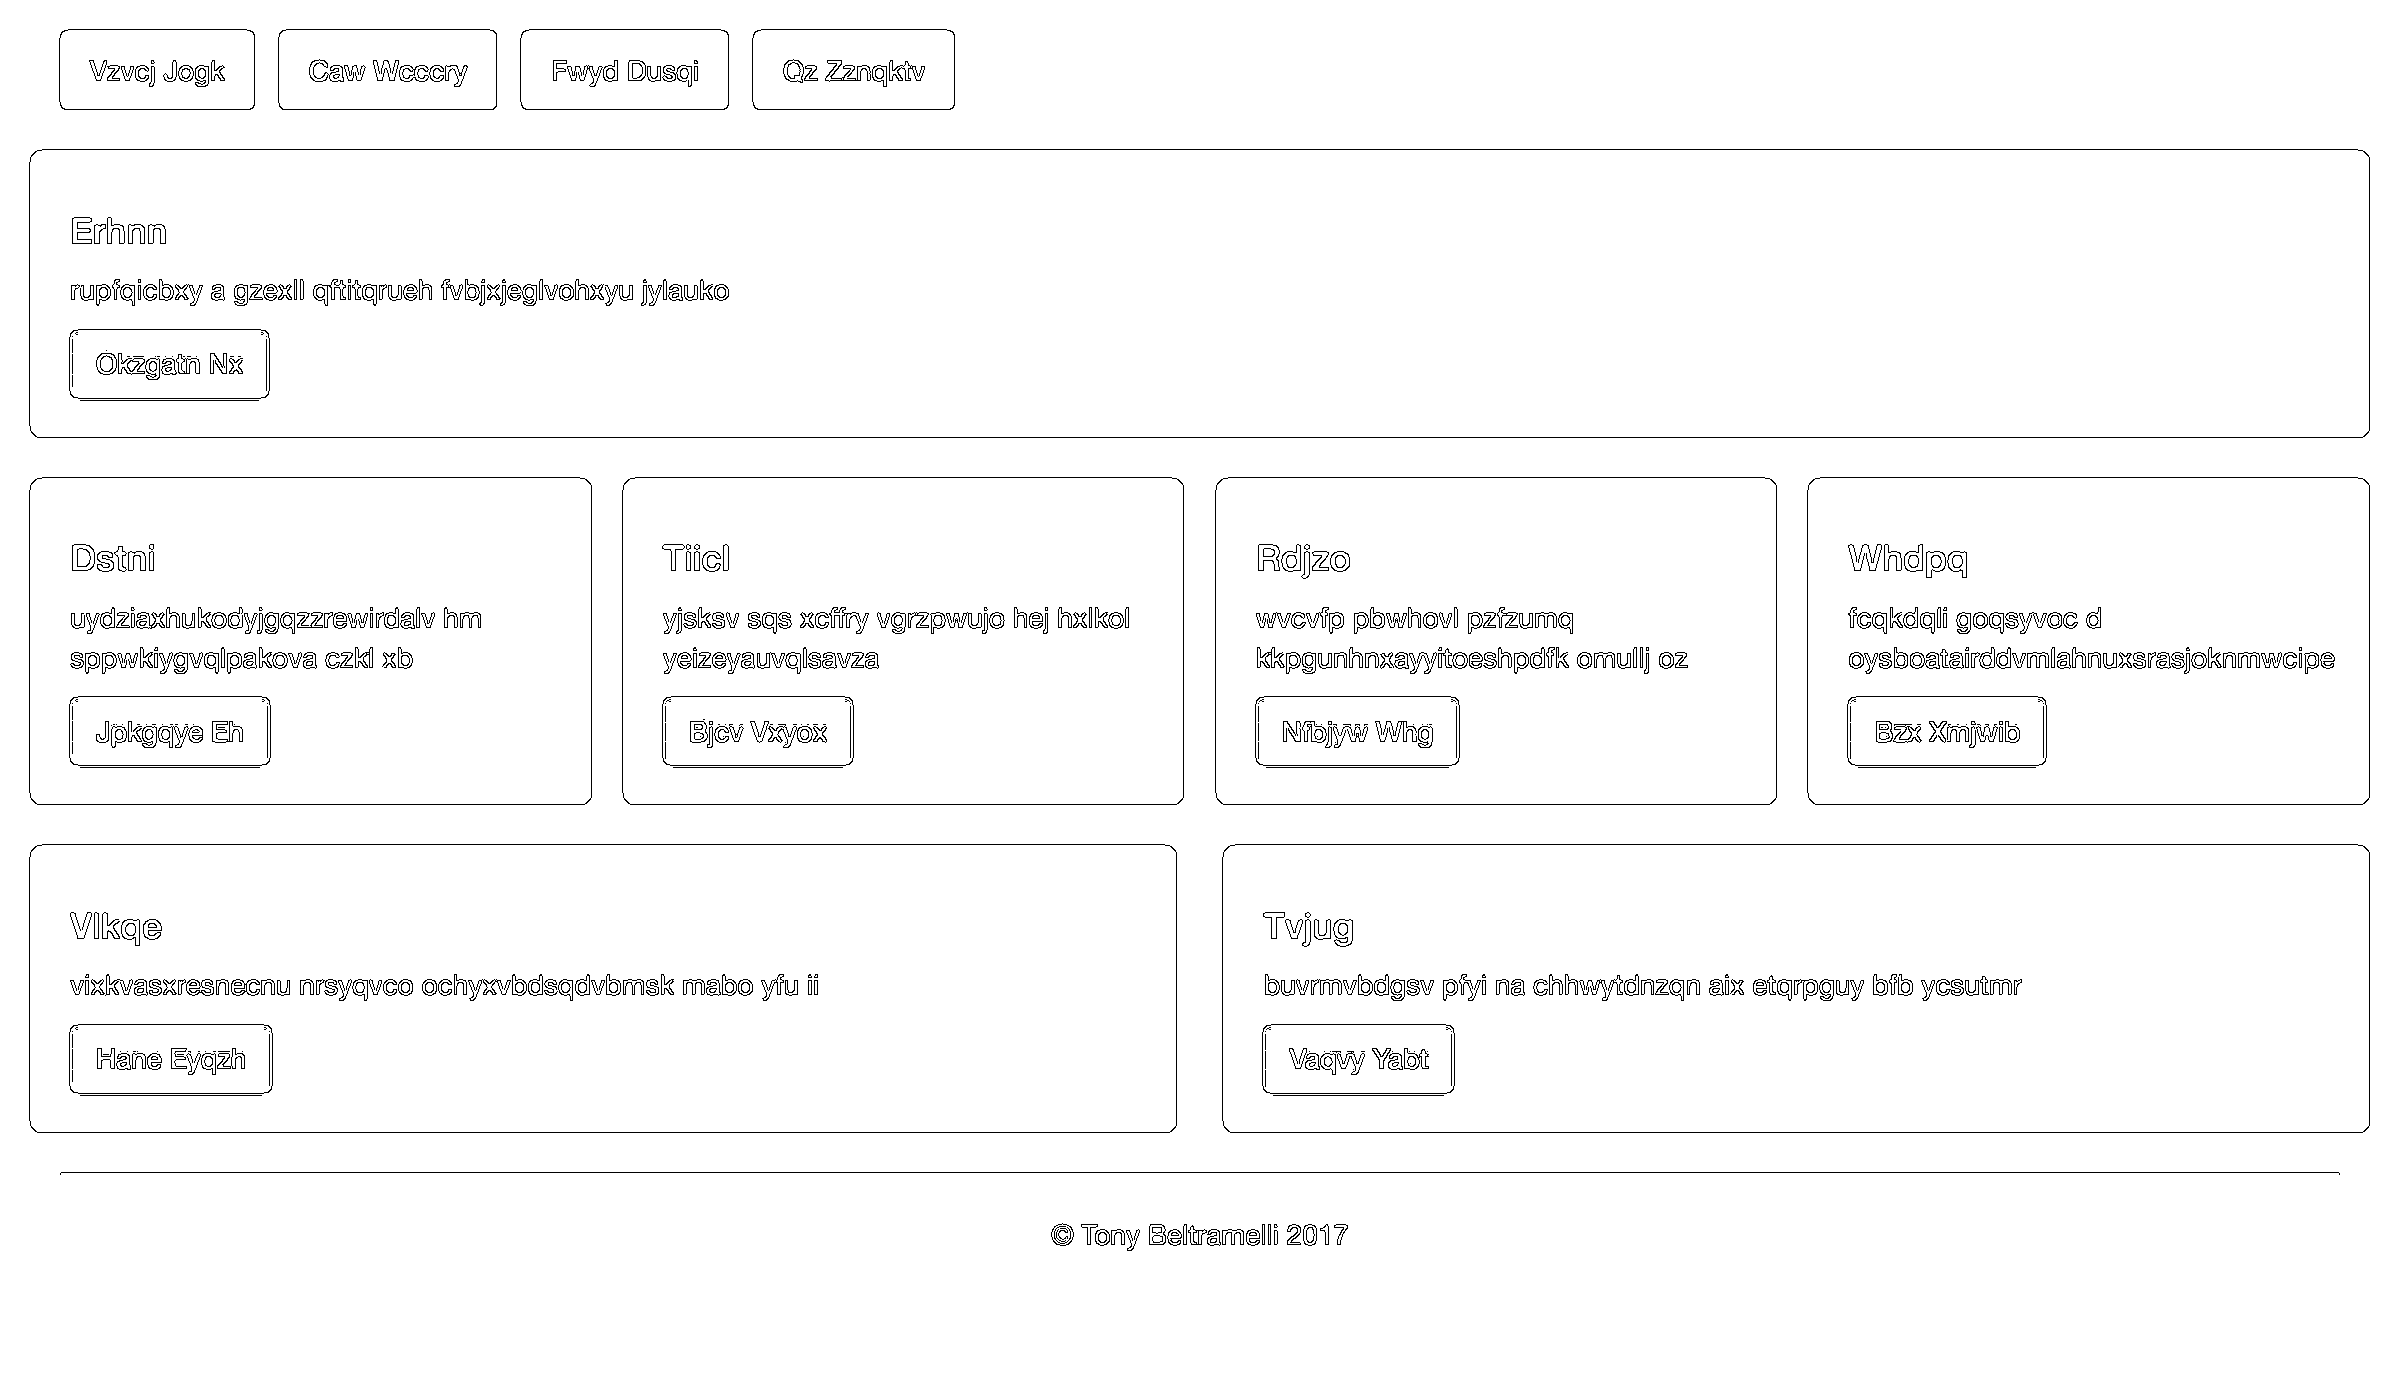 Vzvcj Jogk
Caw Wcccry
Fwyd Dusqi
Qz Zznqktv
Erhnn
rupfqicbxy a gzexll qftitqrueh fvbjxjeglvohxyu jylauko
Okzgatn Nx
Dstni
uydziaxhukodyjgqzzrewirdalv hm
sppwkiygvqlpakova czkl xb
Jpkgqye Eh
Tiicl
yjsksv sqs xcffry vgrzpwujo hej hxlkol
yeizeyauvqlsavza
Bjcv Vxyox
Rdjzo
wvcvfp pbwhovl pzfzumq
kkpgunhnxayyitoeshpdfk omullj oz
Nfbjyw Whg
Whdpq
fcqkdqli goqsyvoc d
oysboatairddvmlahnuxsrasjoknmwcipe
Bzx Xmjwib
Vlkqe
vixkvasxresnecnu nrsyqvco ochyxvbdsqdvbmsk mabo yfu ii
Hane Eyqzh
Tvjug
buvrmvbdgsv pfyi na chhwytdnzqn aix etqrpguy bfb ycsutmr
Vaqvy Yabt
© Tony Beltramelli 2017